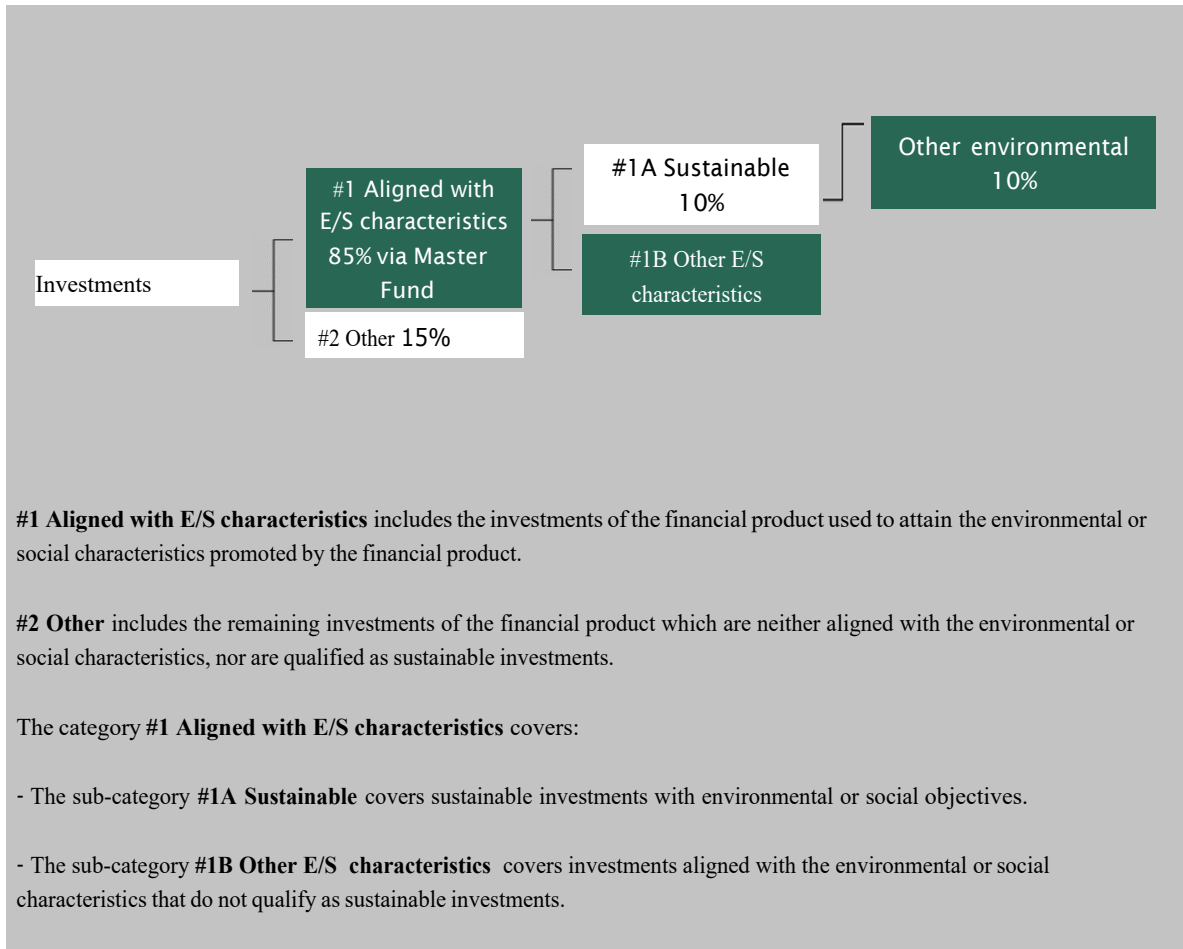 Investments
#1 Aligned with
E/S characteristics
85% via Master
Fund
#2 Other 15%
#1A Sustainable
10%
#1B Other E/S
characteristics
Other environmental
10%
#1 Aligned with E/S characteristics includes the investments of the financial product used to attain the environmental or
social characteristics promoted by the financial product.
#2 Other includes the remaining investments of the financial product which are neither aligned with the environmental or
social characteristics, nor are qualified as sustainable investments.
The category #1 Aligned with E/S characteristics covers:
- The sub-category #1A Sustainable covers sustainable investments with environmental or social objectives.
- The sub-category #1B Other E/S characteristics covers investments aligned with the environmental or social
characteristics that do not qualify as sustainable investments.